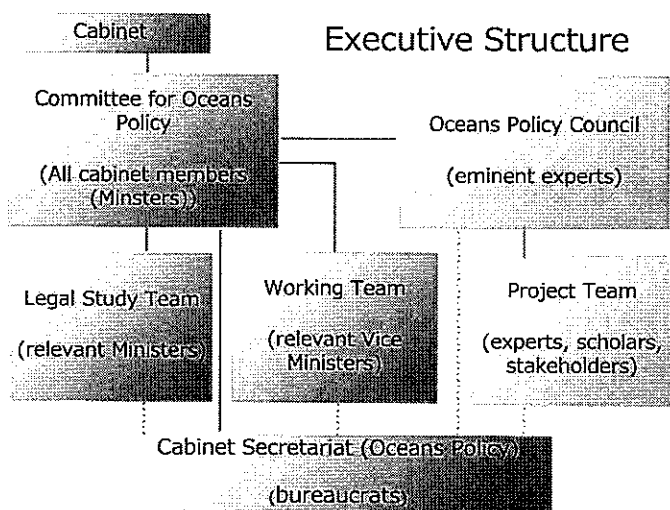 Cabinet
Executive Structure
Committee for Oceans
Policy
(All cabinet members
(Minsters))
Oceans Policy Council
(eminent experts)
Legal Study Team
(relevant Ministers)
Working Team
(relevant Vice
Ministers)
Project Team
(experts, scholars,
stakeholders)
Cabinet Secretariat (Oceans Policy)
(bureaucrats)